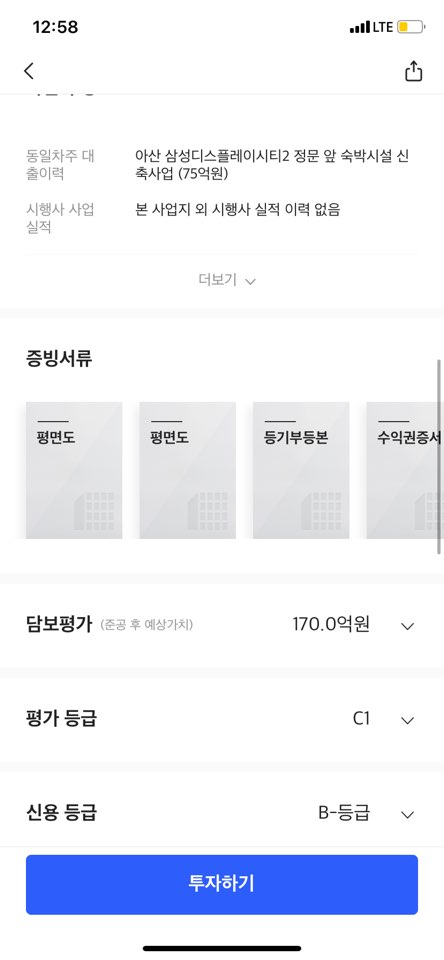 12:58
LTE
동일차주 대
출이력
아산 삼성디스플레이시티2 정문 앞 숙박시설 신
축사업 (75억원)
시행사 사업
실적
본 사업지 외 시행사 실적 이력 없음
더보기
증빙서류
평면도
평면도
등기부등본
수익권증서
담보평가 (준공 후 예상가치)
170.0억원
평가 등급
C1
신용 등급
B-등급
투자하기